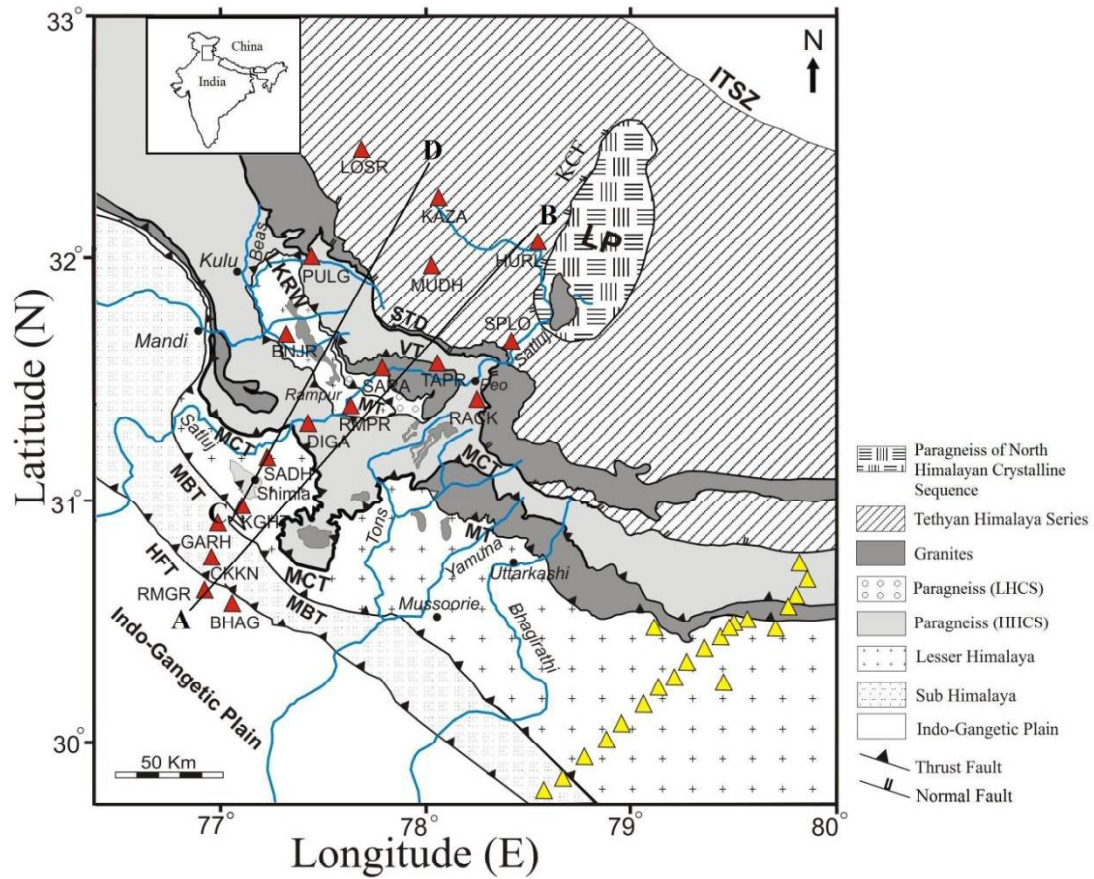 33°
China
India
N
ITSZ
LOSR
D
KAZA
KCF
B
LP
Beas
32°
Kulu
PULG
MUDH
HURL
KRW
STD
SPLO
Mandi
BNJR
VT
Satluj
SARA
TAPR
Peo
Rampur
MT
RMPR
RACK
DIGA
Satluj
MCT
MCT
SADH
MBT
Shimla
31°
C
KGHT
Tons
GARH
MT
HFT
Yamuna
CKKN
MCT
Uttarkashi
RMGR
MBT
Mussoorie
A
BHAG
Bhagirathi
Indo-Gangetic Plain
30°
50 Km
77°
78°
79°
80°
Latitude (N)
Longitude (E)
Paragneiss of North
Himalayan Crystalline
Sequence
Tethyan Himalaya Series
Granites
Paragneiss (LHCS)
Paragneiss (HHCS)
Lesser Himalaya
Sub Himalaya
Indo-Gangetic Plain
Thrust Fault
Normal Fault